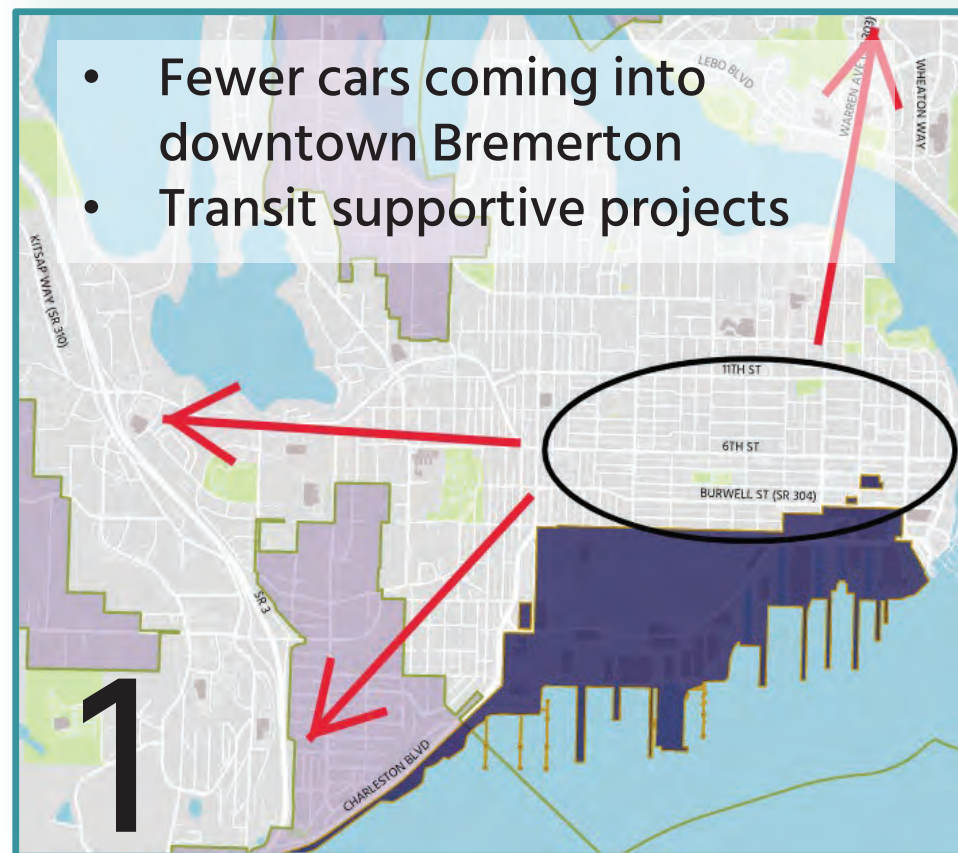 • Fewer cars coming into
downtown Bremerton
• Transit supportive projects
LEBO BLVD
WARREN AVE
WHEATON WAY
KITSAP WAY (SR 310)
11TH ST
6TH ST
BURWELL ST (SR 304)
SR 3
CHARLESTON BLVD
1